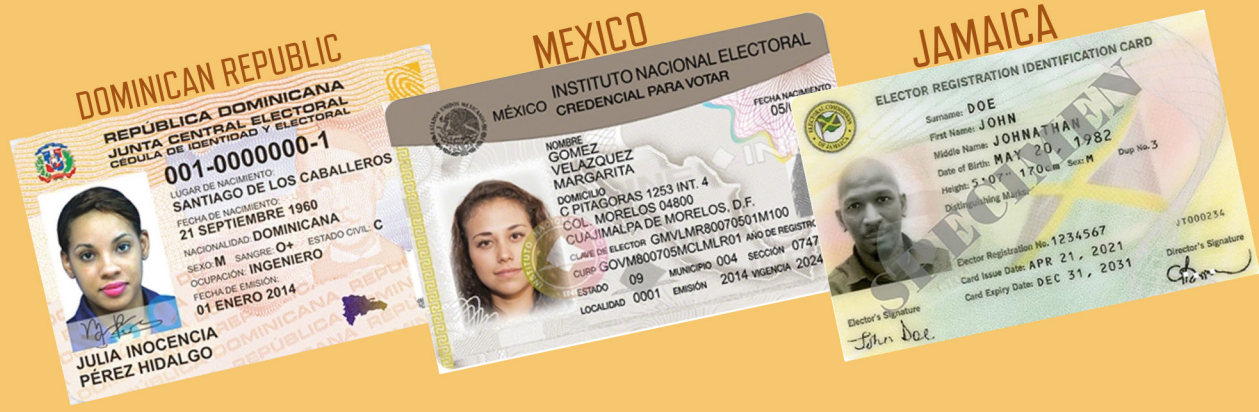 DOMINICAN REPUBLIC
REPÚBLICA DOMINICANA
JUNTA CENTRAL ELECTORAL
CÉDULA DE IDENTIDAD Y ELECTORAL
001-0000000-1
LUGAR DE NACIMIENTO:
SANTIAGO DE LOS CABALLEROS
FECHA DE NACIMIENTO:
21 SEPTIEMBRE 1960
NACIONALIDAD: DOMINICANA
SEXO: M SANGRE: O+ ESTADO CIVIL: C
OCUPACIÓN: INGENIERO
FECHA DE EMISIÓN:
01 ENERO 2014
JULIA INOCENCIA
PÉREZ HIDALGO
MEXICO
MÉXICO INSTITUTO NACIONAL ELECTORAL
CREDENCIAL PARA VOTAR
FECHA NACIMIENTO
05/
NOMBRE
GOMEZ
VELAZQUEZ
MARGARITA
DOMICILIO
C PITAGORAS 1253 INT. 4
COL. MORELOS 04800
CUAJIMALPA DE MORELOS, D.F.
CLAVE DE ELECTOR GMVLMR80070501M100
CURP GOVM800705MCLMLR01 AÑO DE REGISTRO
ESTADO 09 MUNICIPIO 004 SECCIÓN 0747
LOCALIDAD 0001 EMISIÓN 2014 VIGENCIA 2024
JAMAICA
ELECTOR REGISTRATION IDENTIFICATION CARD
Surname: DOE
First Name: JOHN
Middle Name: JOHNATHAN
Date of Birth: MAY 20, 1982
Height: 5'07" 170cm Sex: M Dup No. 3
Distinguishing Marks:
SPECIMEN
JT000234
Elector Registration No. 1234567
Card Issue Date: APR 21, 2021
Card Expiry Date: DEC 31, 2031
Director's Signature
Elector's Signature
John Doe.